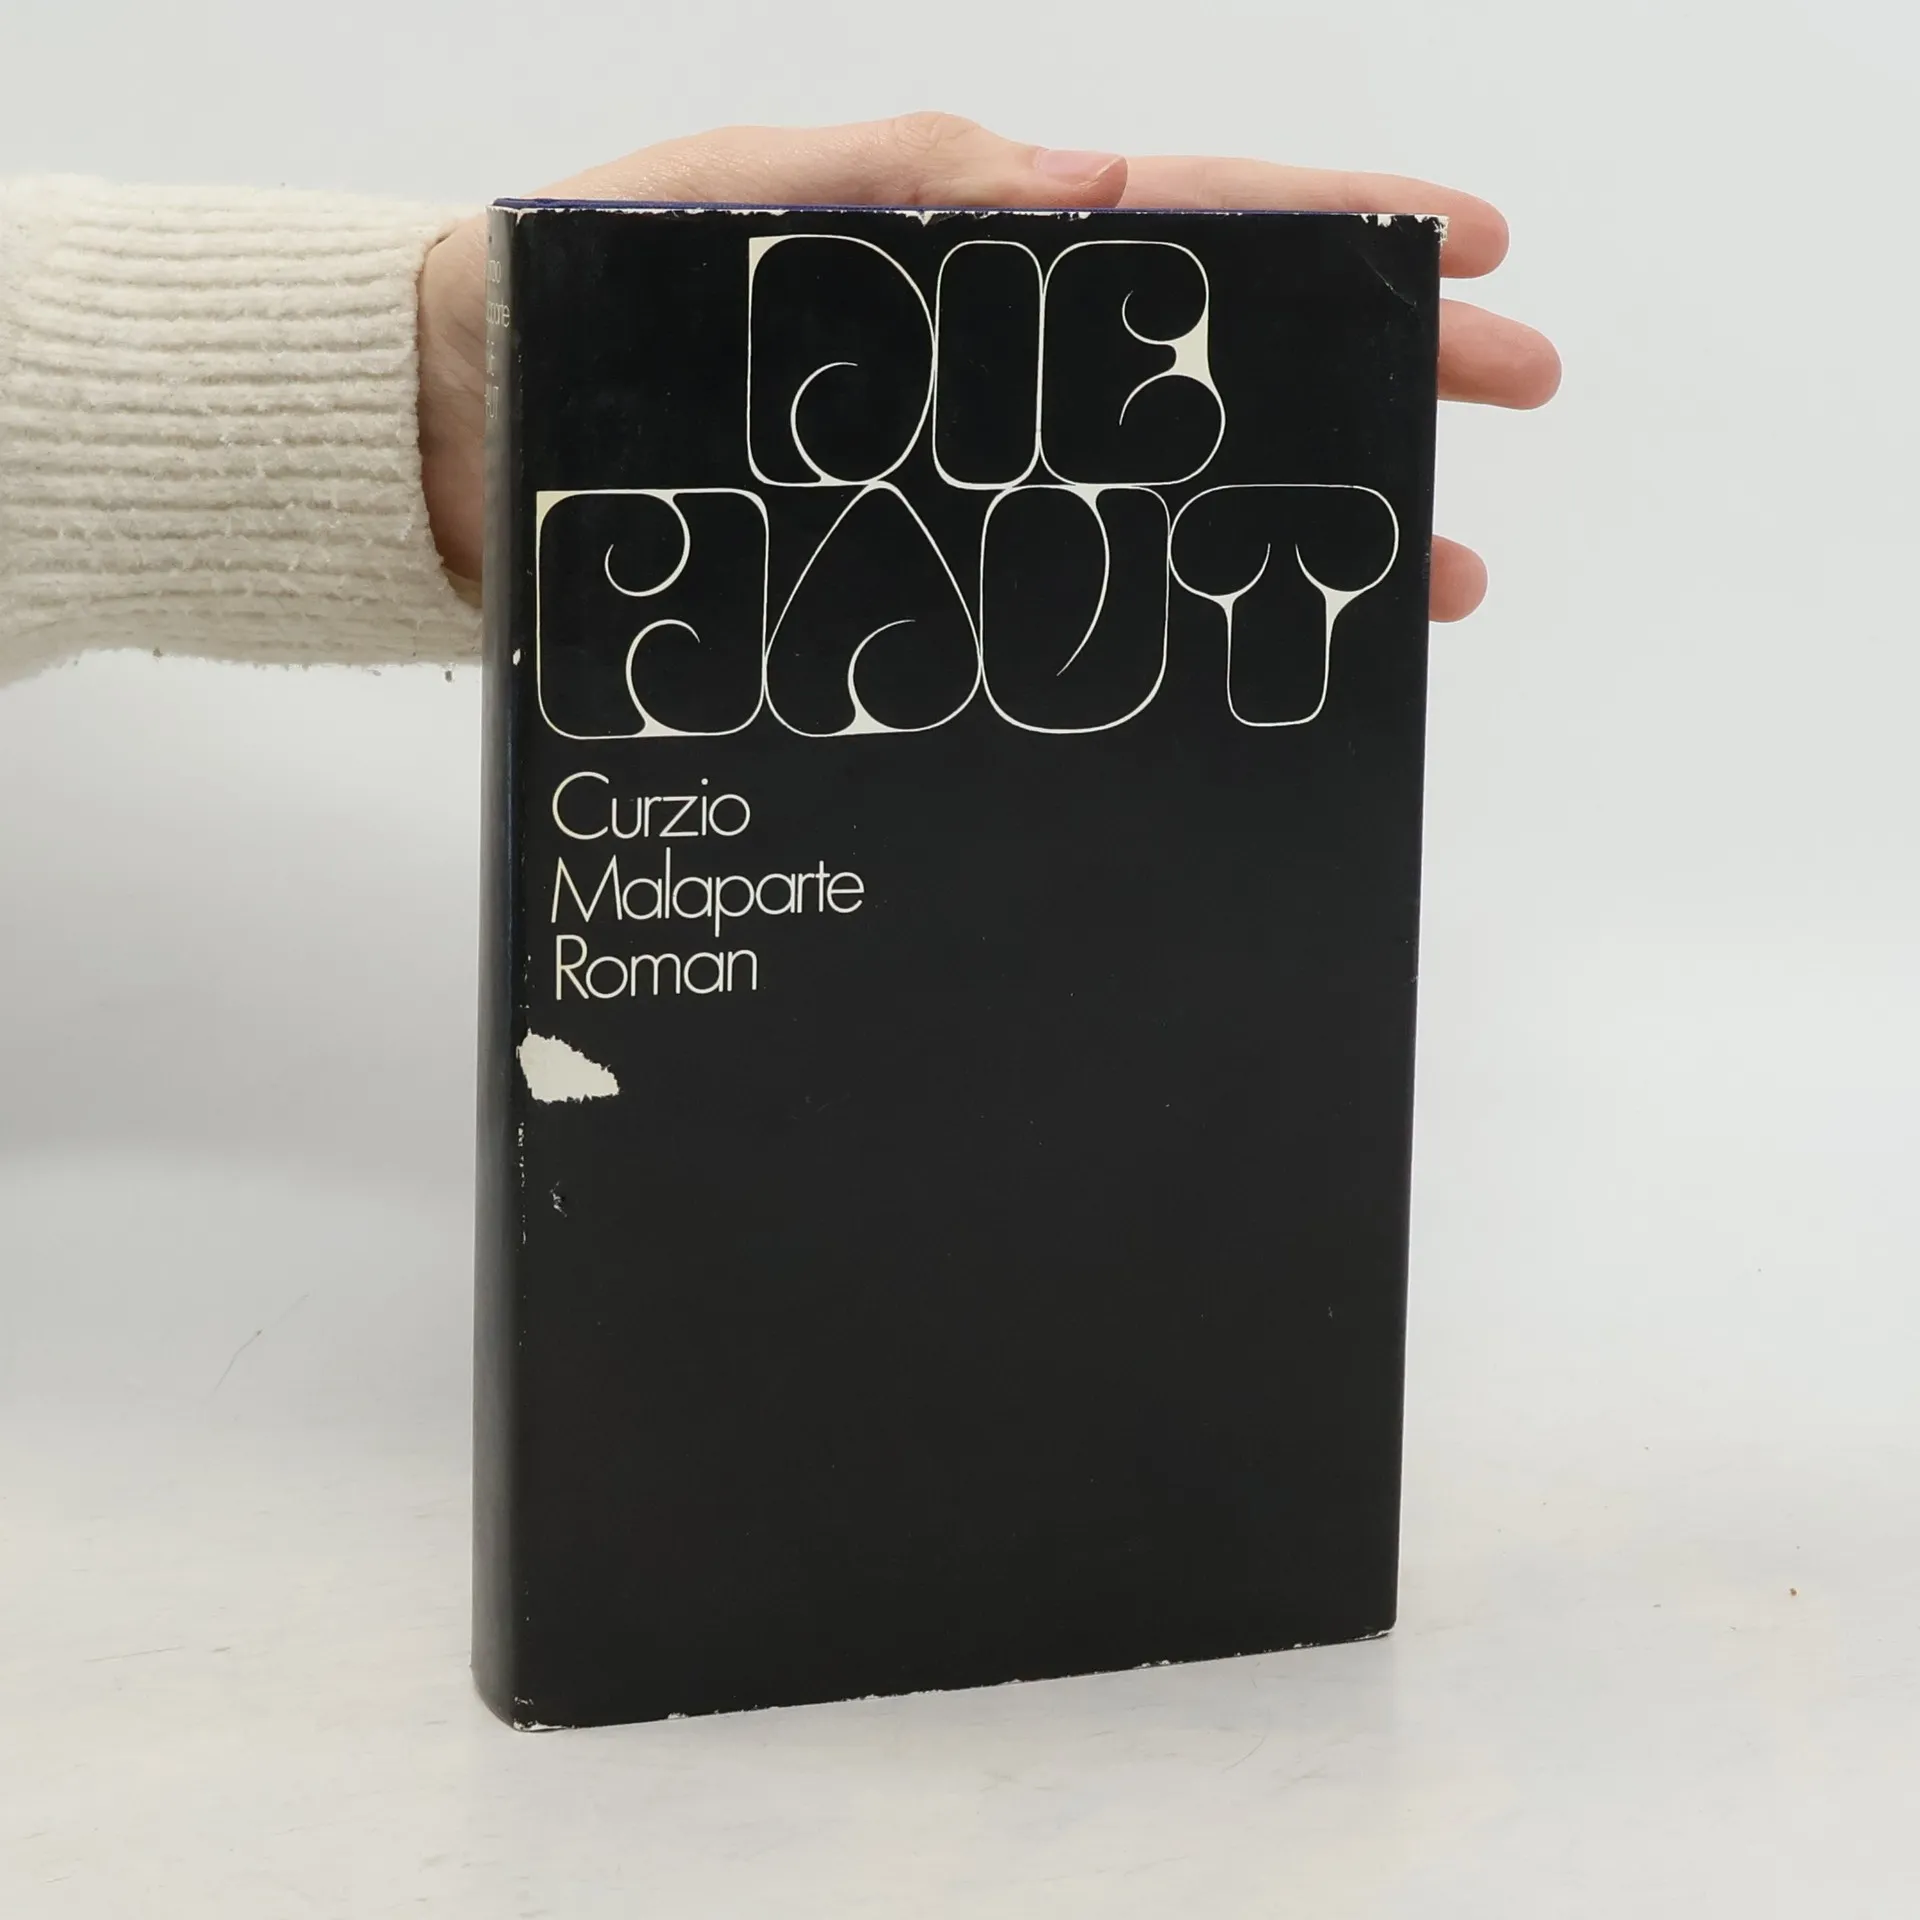 DIE
HAUT
Curzio
Malaparte
Roman